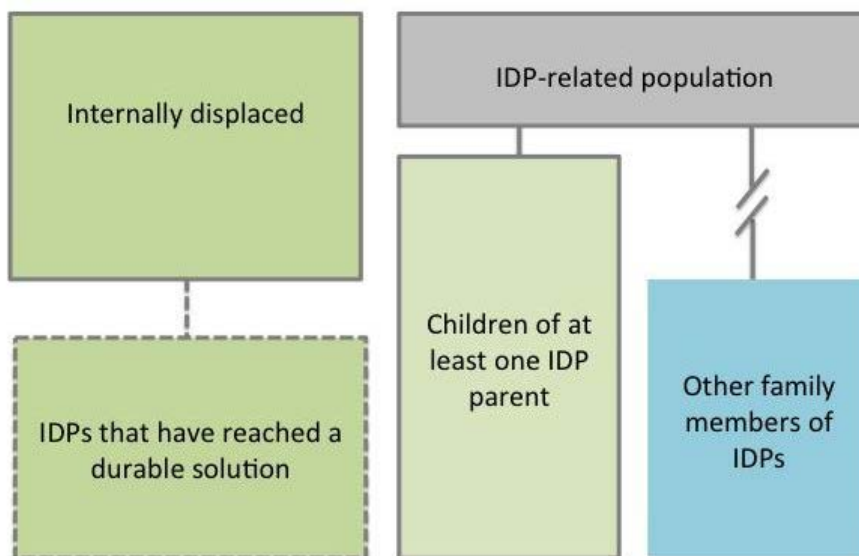 Internally displaced
IDP-related population
Children of at
least one IDP
parent
Other family
members of
IDPs
IDPs that have reached a
durable solution